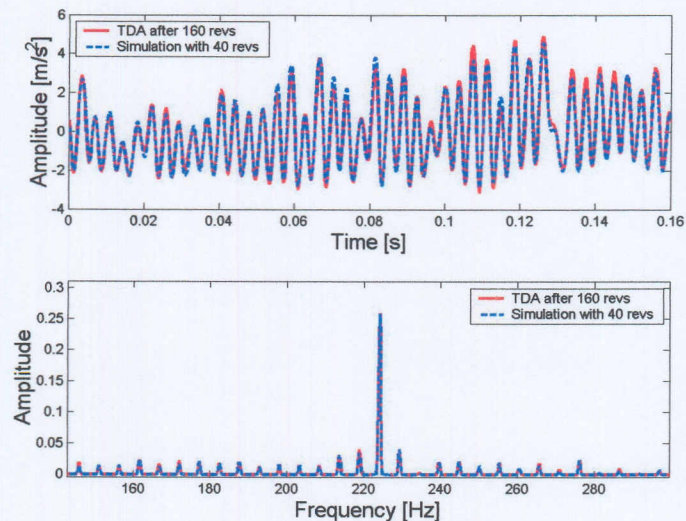 6
4
2
0
-2
-4
Amplitude [m/s²]
TDA after 160 revs
Simulation with 40 revs
0 0.02 0.04 0.06 0.08 0.1 0.12 0.14 0.16
Time [s]
0.3
0.25
0.2
0.15
0.1
0.05
0
Amplitude
TDA after 160 revs
Simulation with 40 revs
160 180 200 220 240 260 280
Frequency [Hz]